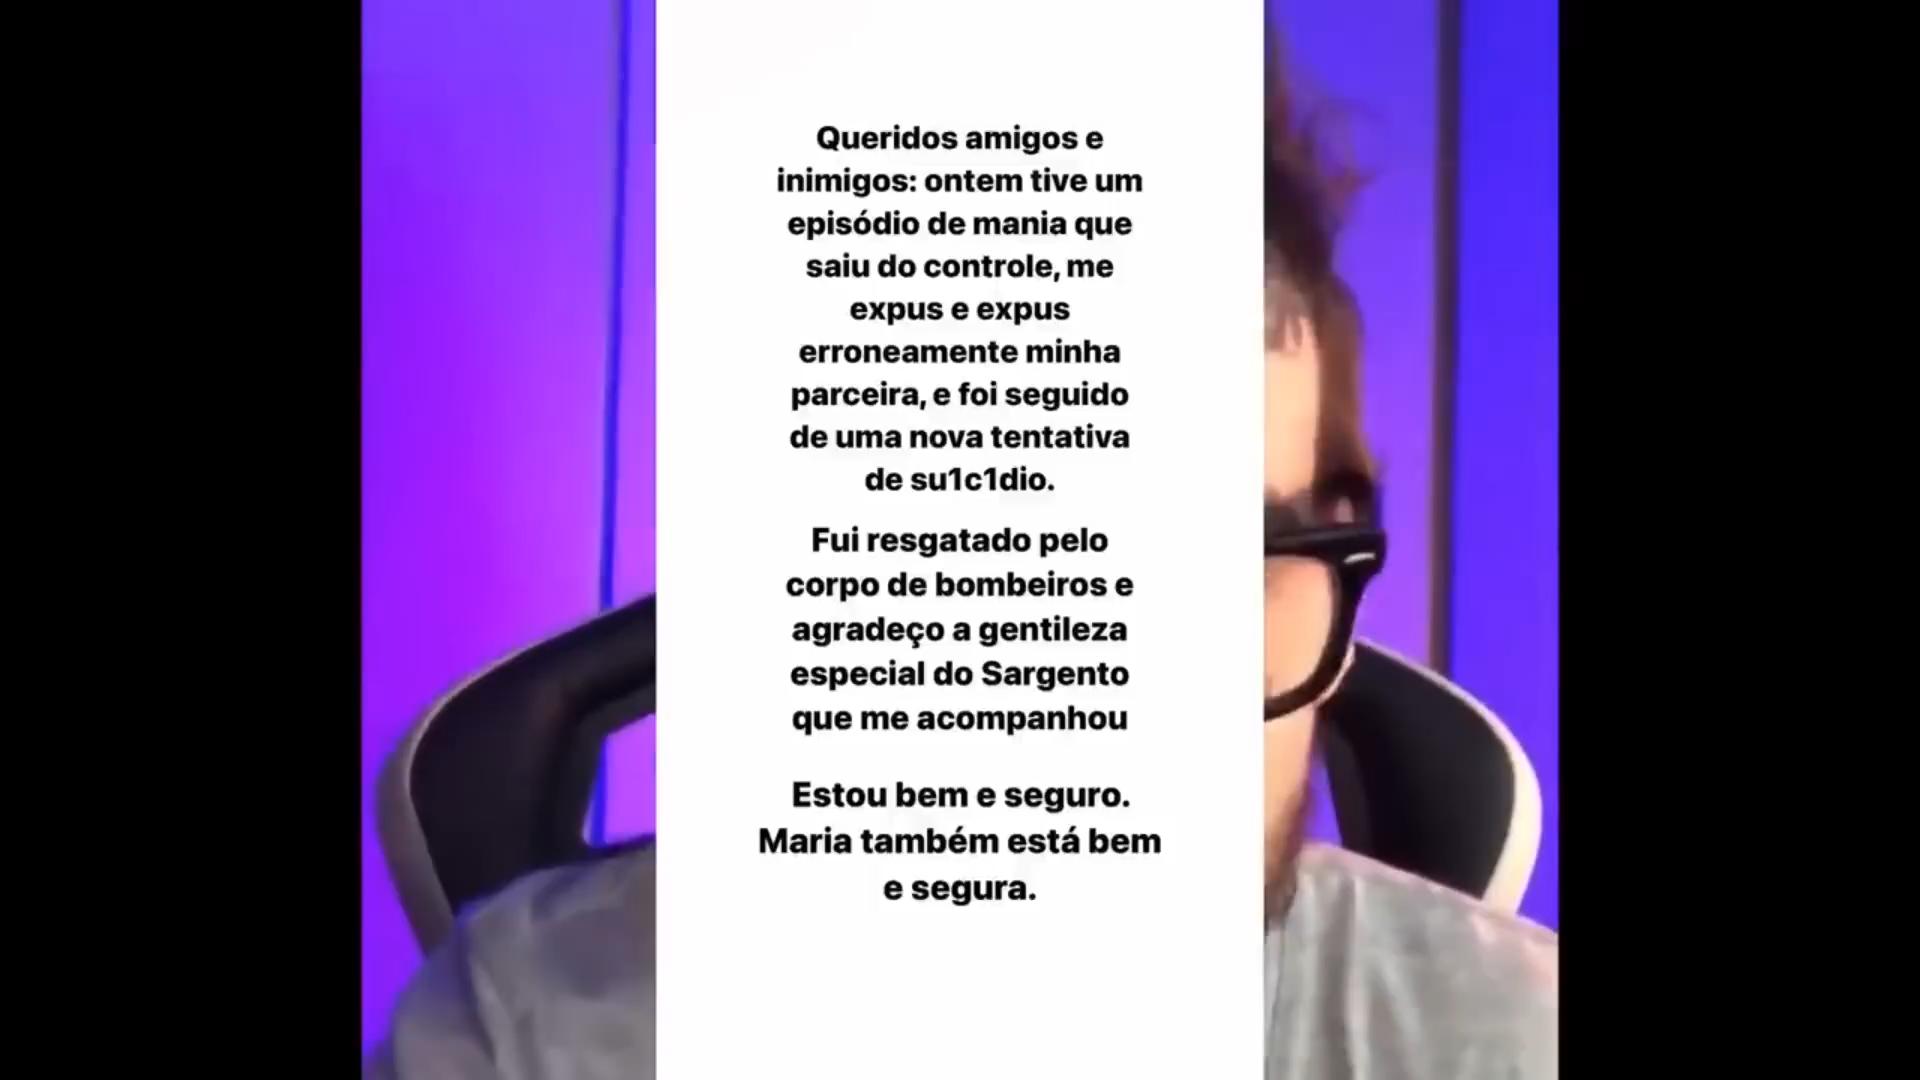 Queridos amigos e
inimigos: ontem tive um
episódio de mania que
saiu do controle, me
expus e expus
erroneamente minha
parceira, e foi seguido
de uma nova tentativa
de su1c1dio.
Fui resgatado pelo
corpo de bombeiros e
agradeço a gentileza
especial do Sargento
que me acompanhou
Estou bem e seguro.
Maria também está bem
e segura.